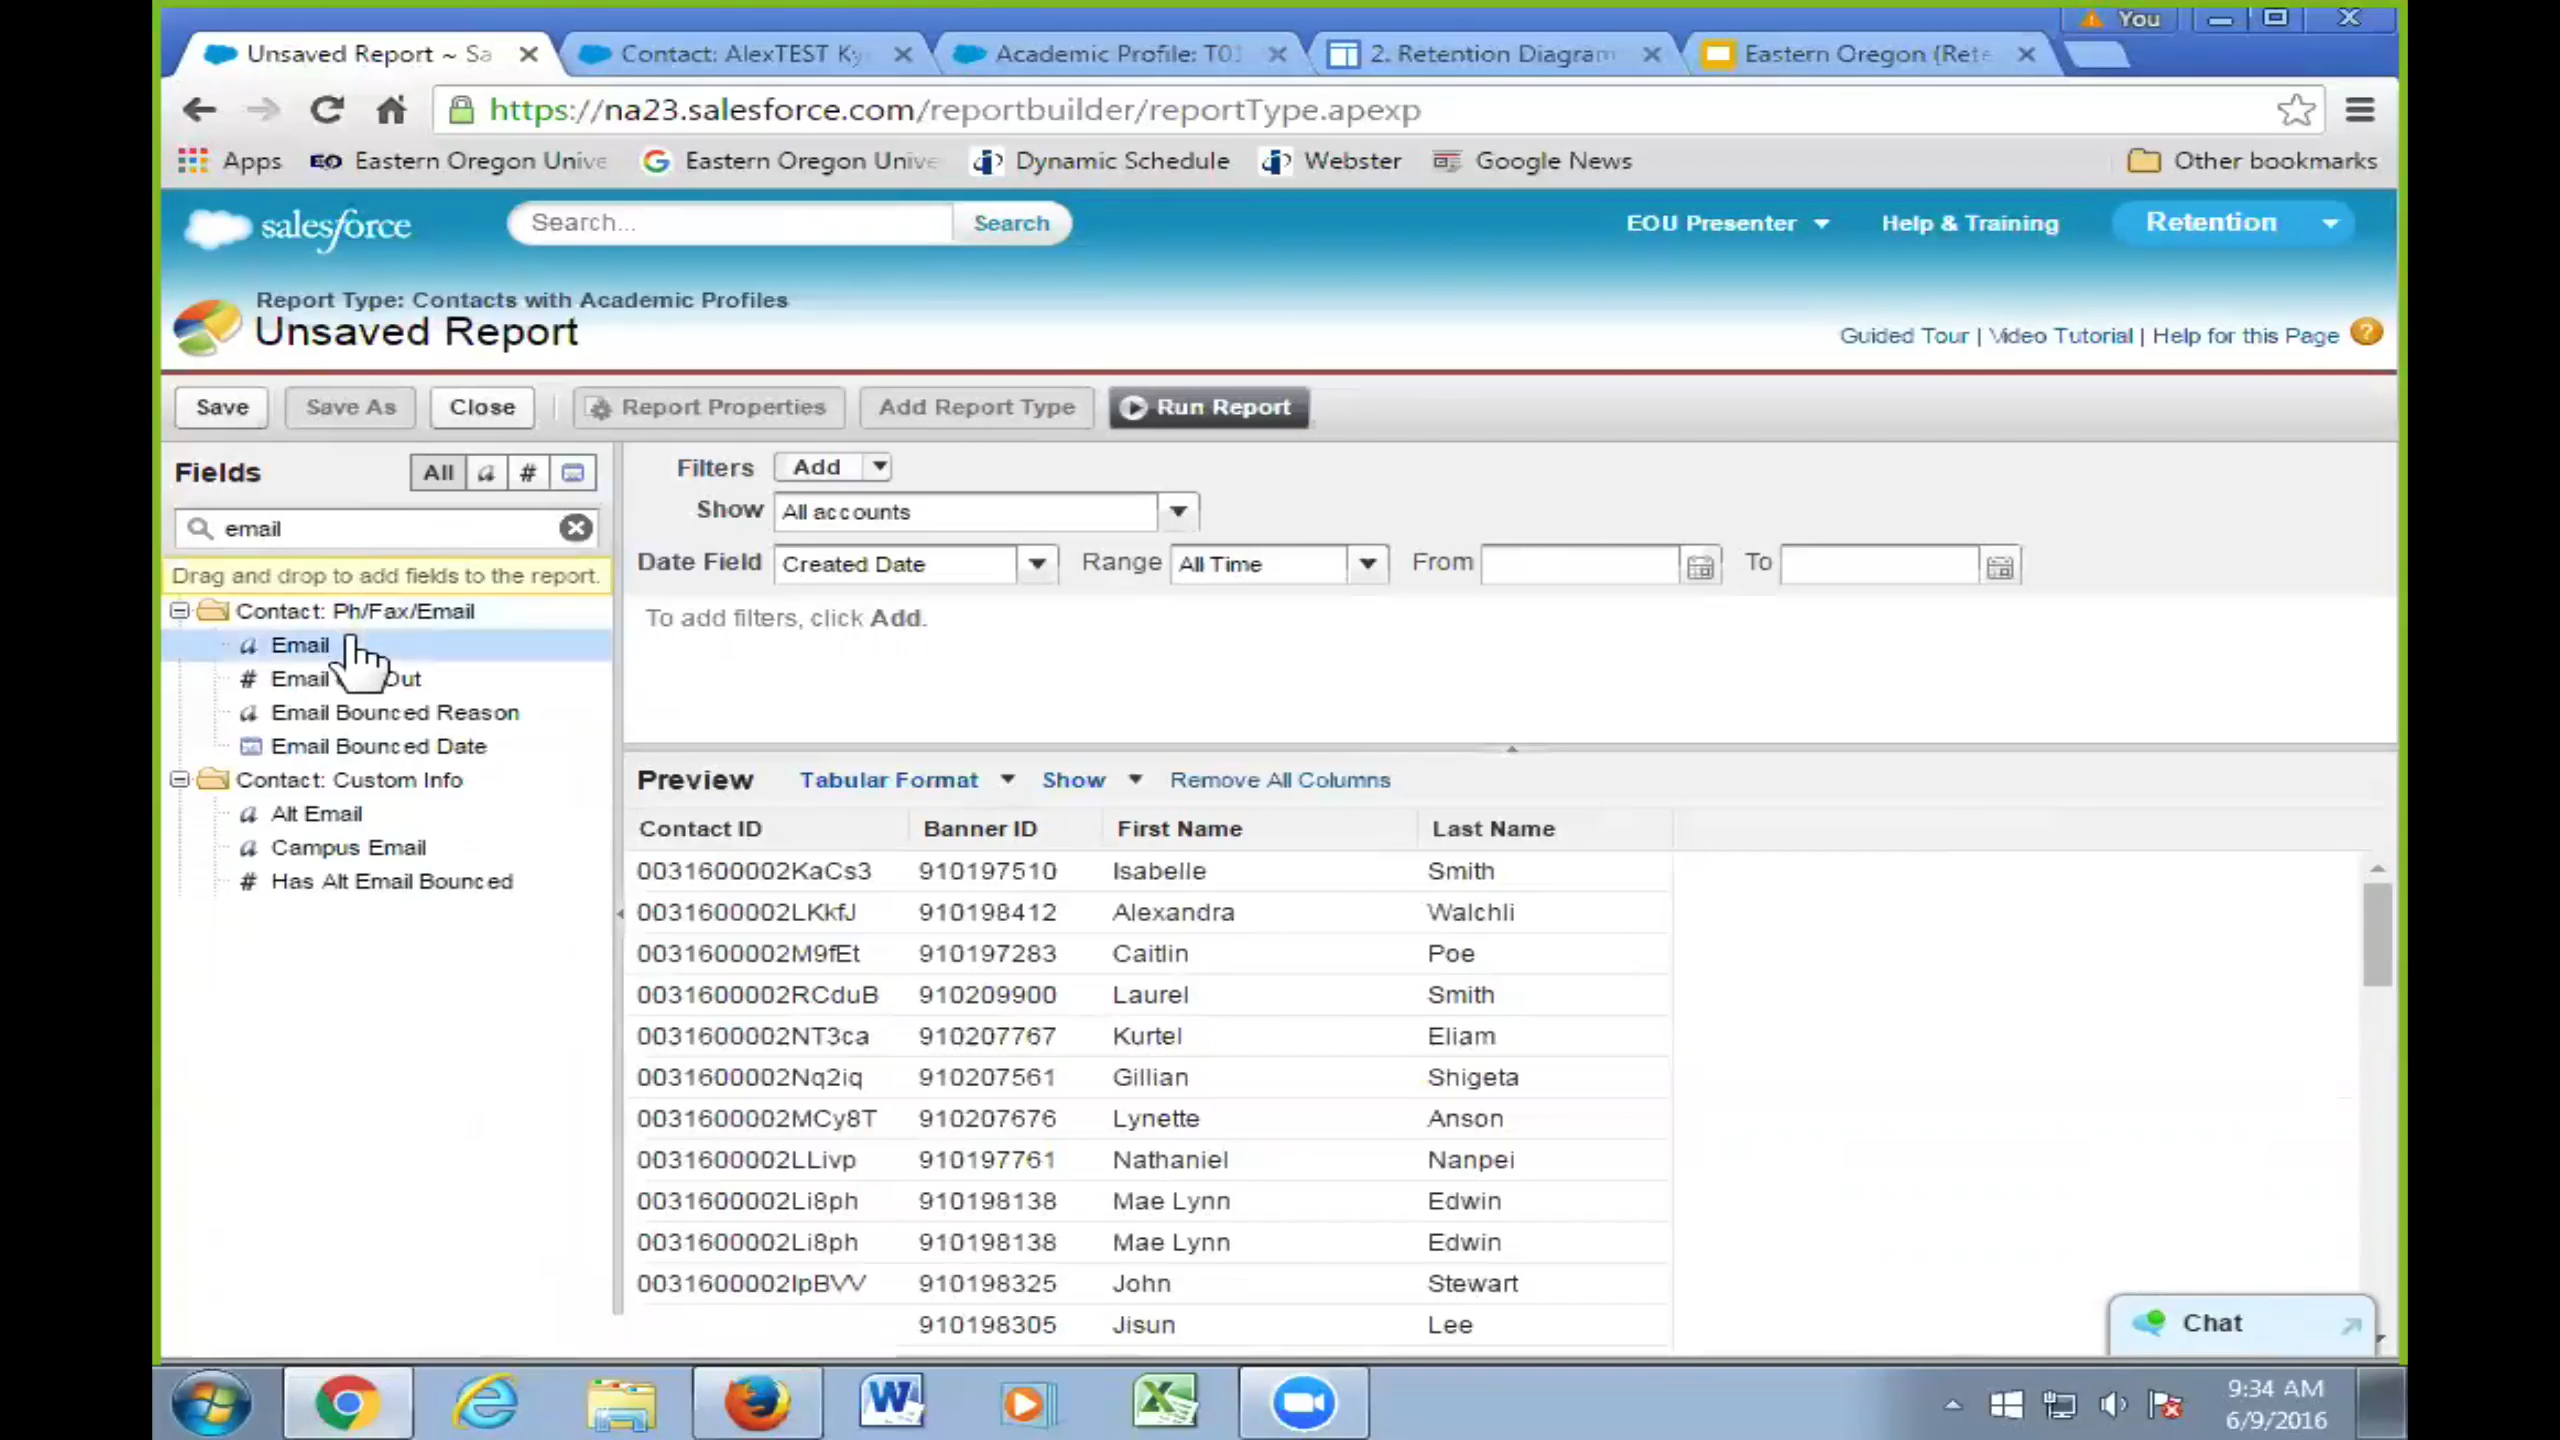 You
Unsaved Report ~ Sa
Contact: AlexTEST Ky
Academic Profile: T01
2. Retention Diagram
Eastern Oregon (Rete
https://na23.salesforce.com/reportbuilder/reportType.apexp
Apps
EO Eastern Oregon Unive
Eastern Oregon Unive
Dynamic Schedule
Webster
Google News
Other bookmarks
salesforce
Search...
Search
EOU Presenter
Help & Training
Retention
Report Type: Contacts with Academic Profiles
Unsaved Report
Guided Tour | Video Tutorial | Help for this Page ?
Save
Save As
Close
Report Properties
Add Report Type
Run Report
Fields
All a #
email
Drag and drop to add fields to the report.
Contact: Ph/Fax/Email
a Email
# Email Out
a Email Bounced Reason
Email Bounced Date
Contact: Custom Info
a Alt Email
a Campus Email
# Has Alt Email Bounced
Filters Add
Show All accounts
Date Field Created Date Range All Time From To
To add filters, click Add.
Preview Tabular Format Show Remove All Columns
Contact ID Banner ID First Name Last Name
0031600002KaCs3 910197510 Isabelle Smith
0031600002LKkfJ 910198412 Alexandra Walchli
0031600002M9fEt 910197283 Caitlin Poe
0031600002RCduB 910209900 Laurel Smith
0031600002NT3ca 910207767 Kurtel Eliam
0031600002Nq2iq 910207561 Gillian Shigeta
0031600002MCy8T 910207676 Lynette Anson
0031600002LLivp 910197761 Nathaniel Nanpei
0031600002Li8ph 910198138 Mae Lynn Edwin
0031600002Li8ph 910198138 Mae Lynn Edwin
0031600002IpBVV 910198325 John Stewart
910198305 Jisun Lee
Chat
9:34 AM
6/9/2016